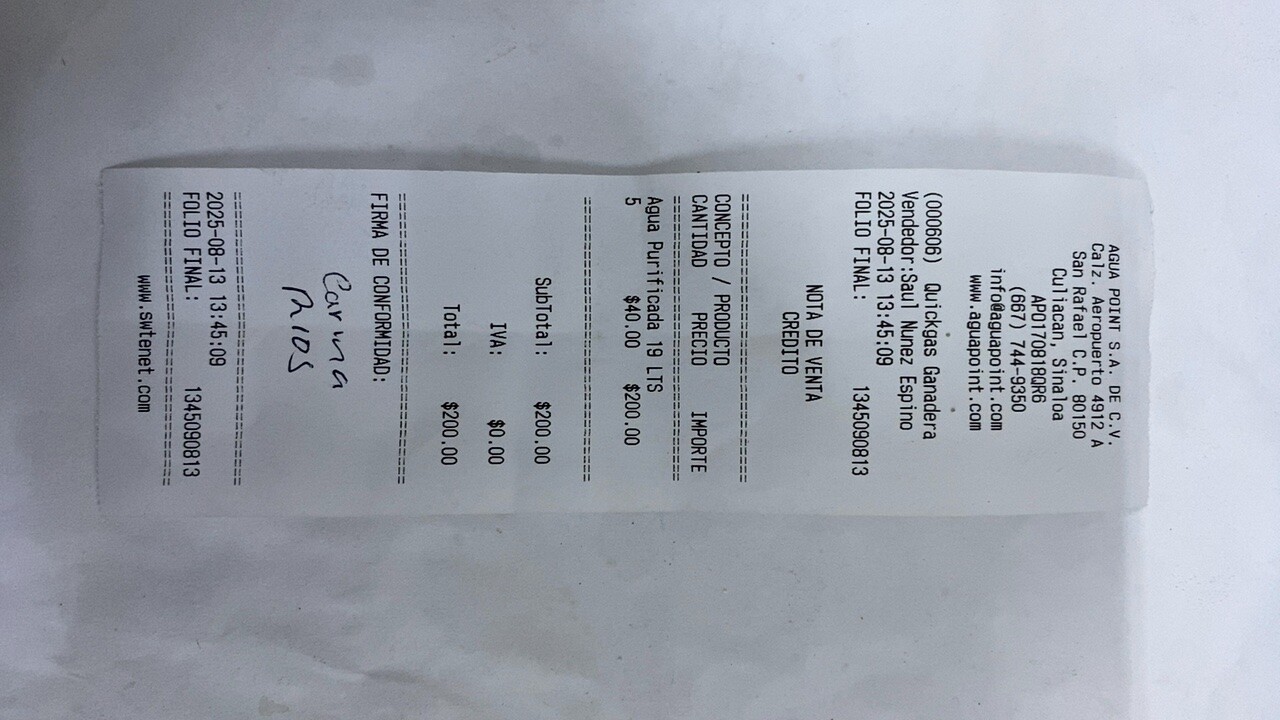 AGUA POINT S.A. DE C.V.
Calz. Aeropuerto 4912 A
San Rafael C.P. 80150
Culiacan, Sinaloa
APO170818QR6
(667) 744-9350
info@aguapoint.com
www.aguapoint.com
(000606) Quickgas Ganadera
Vendedor:Saul Nunez Espino
2025-08-13 13:45:09
FOLIO FINAL: 1345090813
NOTA DE VENTA
CREDITO
================================
CONCEPTO / PRODUCTO
CANTIDAD PRECIO IMPORTE
================================
Agua Purificada 19 LTS
5 $40.00 $200.00
================================
SubTotal: $200.00
IVA: $0.00
Total: $200.00
================================
FIRMA DE CONFORMIDAD:
Carina
Rios
================================
2025-08-13 13:45:09
FOLIO FINAL: 1345090813
================================
www.swtenet.com